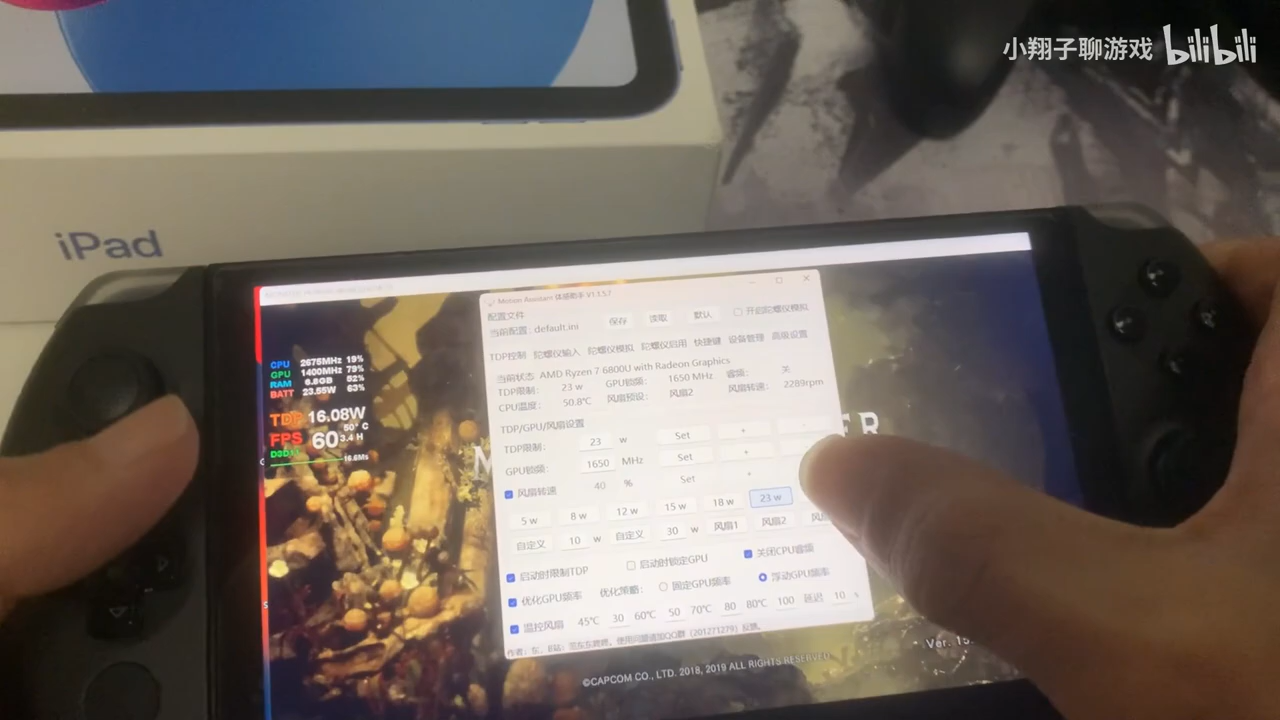 小翔子聊游戏 bilibili
iPad
Motion Assistant 体感助手 V1.1.5.7
配置文件
当前配置: default.ini 保存 读取 默认 开启陀螺仪模拟
TDP控制 陀螺仪输入 陀螺仪模拟 陀螺仪启用 快捷键 设备管理 高级设置
当前状态 AMD Ryzen 7 6800U with Radeon Graphics
TDP限制: 23 w GPU锁频: 1650 MHz 睿频: 关
CPU温度: 50.8℃ 风扇预设: 风扇2 风扇转速: 2289rpm
TDP/GPU/风扇设置
TDP限制: 23 w Set + -
GPU锁频: 1650 MHz Set +
风扇转速 40 % Set +
5 w 8 w 12 w 15 w 18 w 23 w
自定义 10 w 自定义 30 w 风扇1 风扇2 风扇
启动时限制TDP 启动时锁定GPU 关闭CPU睿频
优化GPU频率 优化策略: 固定GPU频率 浮动GPU频率
温控风扇 45℃ 30 60℃ 50 70℃ 80 80℃ 100 延迟 10 s
CPU 2675MHz 19%
GPU 1400MHz 79%
RAM 6.8GB 52%
BATT 23.55W 63%
TDP 16.08W
50° C
FPS 60 3.4 H
D3D11 16.6Ms
M
ER
Ver. 15.
©CAPCOM CO., LTD. 2018, 2019 ALL RIGHTS RESERVED.